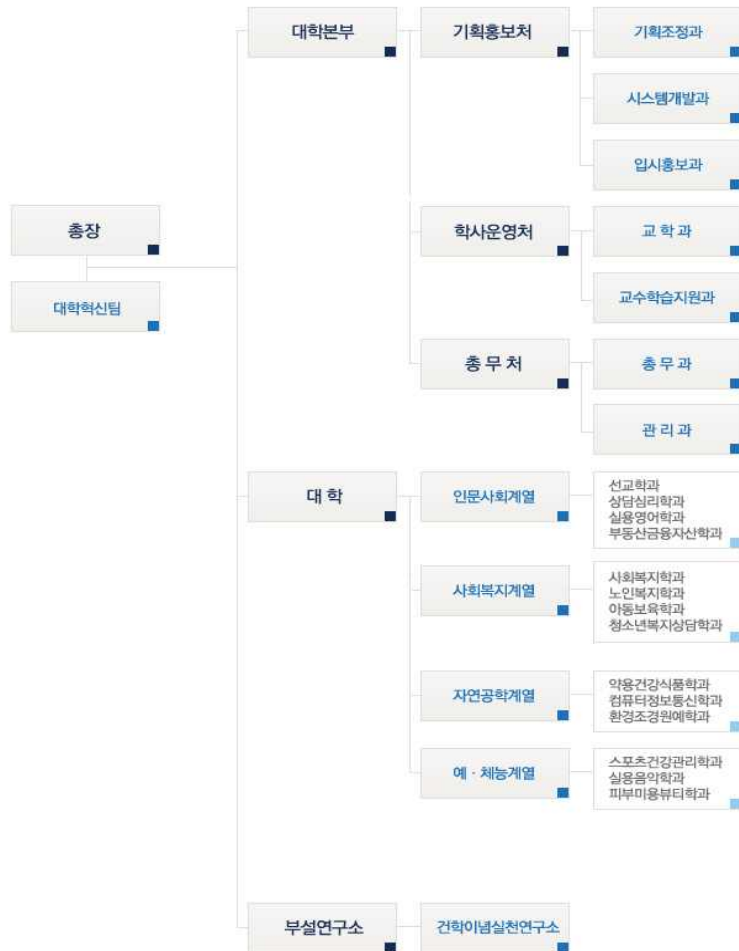 대학본부
기획홍보처
기획조정과
시스템개발과
입시홍보과
총장
대학혁신팀
학사운영처
교 학 과
교수학습지원과
총 무 처
총 무 과
관 리 과
대 학
인문사회계열
선교학과
상담심리학과
실용영어학과
부동산금융자산학과
사회복지계열
사회복지학과
노인복지학과
아동보육학과
청소년복지상담학과
자연공학계열
약용건강식품학과
컴퓨터정보통신학과
환경조경원예학과
예 · 체능계열
스포츠건강관리학과
실용음악학과
피부미용뷰티학과
부설연구소
건학이념실천연구소